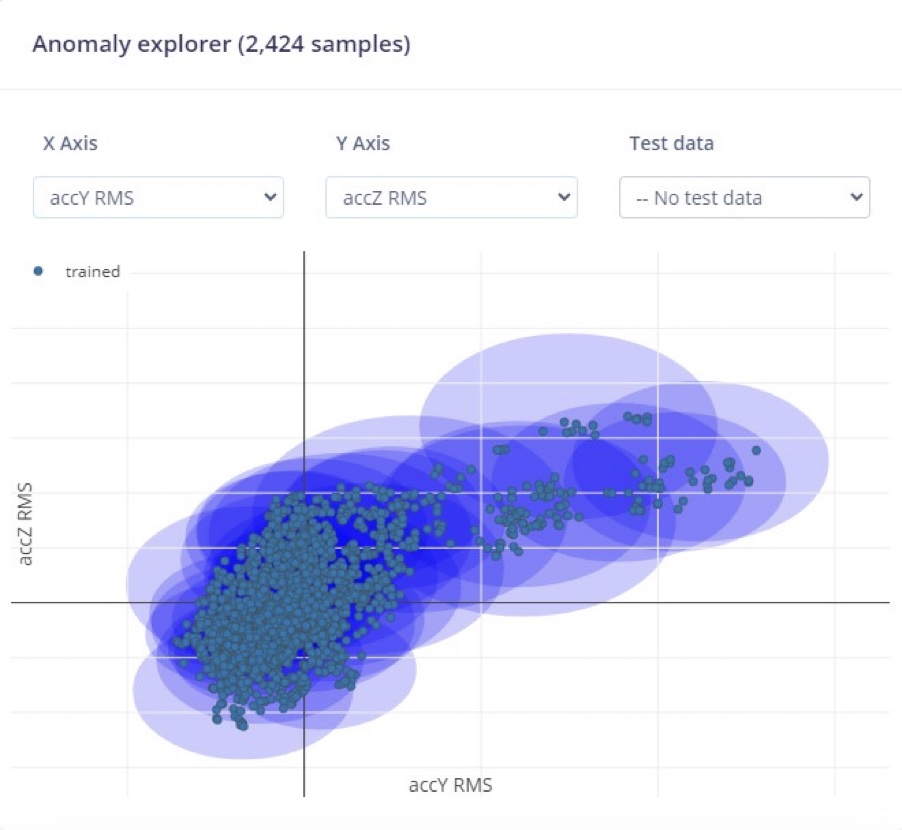 Anomaly explorer (2,424 samples)
X Axis
Y Axis
Test data
accY RMS
accZ RMS
-- No test data
trained
accZ RMS
accY RMS